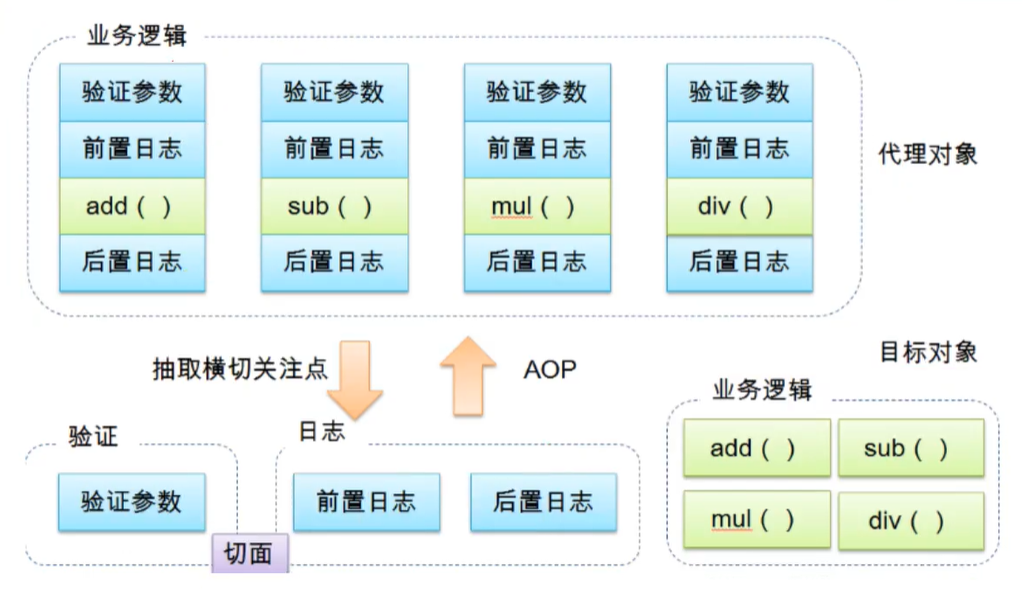 业务逻辑
验证参数 验证参数 验证参数 验证参数
前置日志 前置日志 前置日志 前置日志
add ( ) sub ( ) mul ( ) div ( )
后置日志 后置日志 后置日志 后置日志
代理对象
抽取横切关注点
AOP
目标对象
验证
验证参数
日志
前置日志 后置日志
切面
业务逻辑
add ( ) sub ( )
mul ( ) div ( )